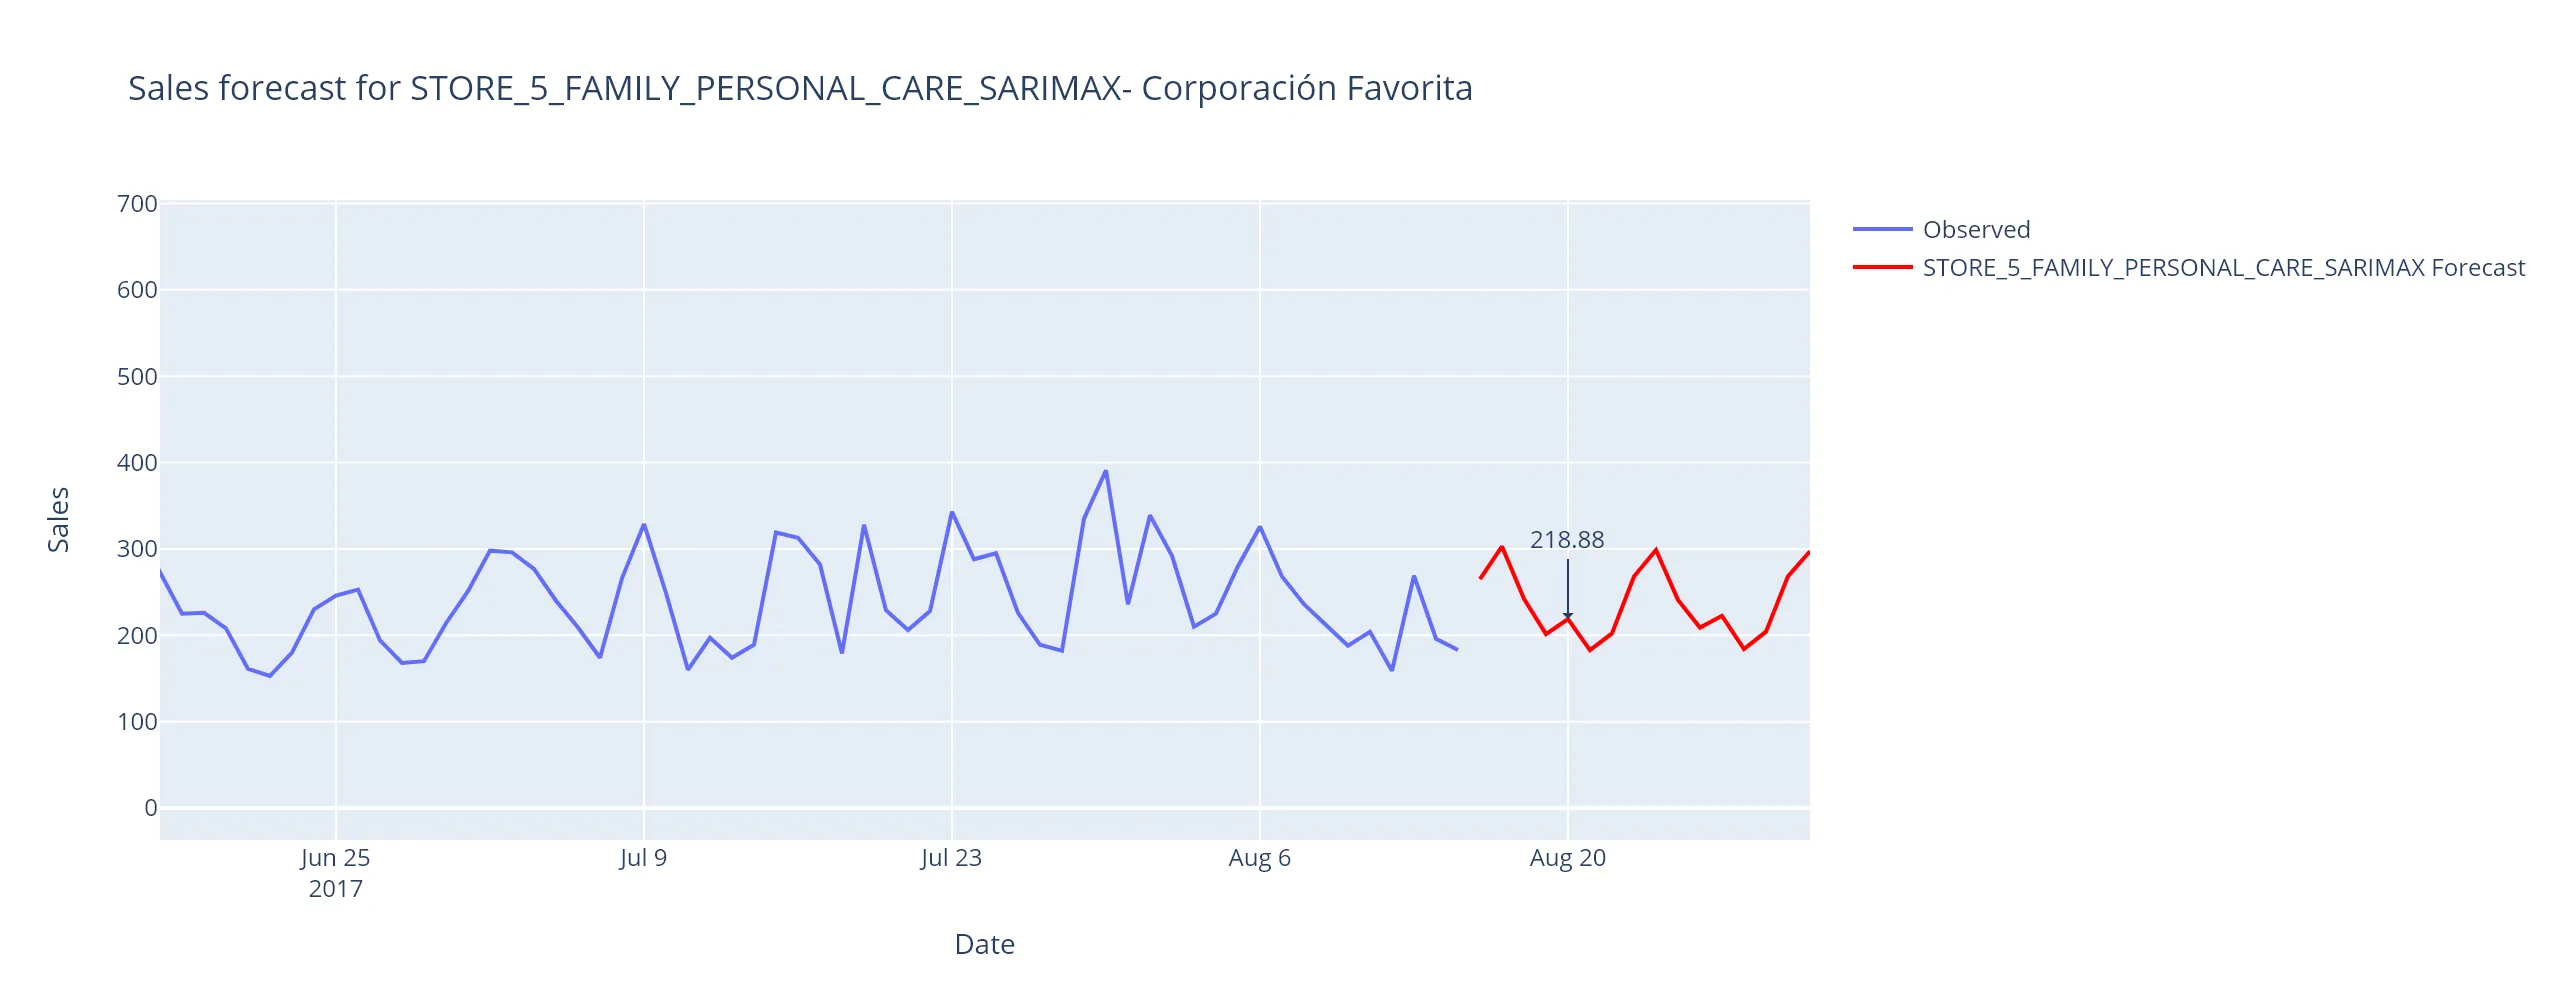 Sales forecast for STORE_5_FAMILY_PERSONAL_CARE_SARIMAX- Corporación Favorita
Observed
STORE_5_FAMILY_PERSONAL_CARE_SARIMAX Forecast
700
600
500
400
300
200
100
0
Sales
218.88
Jun 25
2017
Jul 9
Jul 23
Aug 6
Aug 20
Date